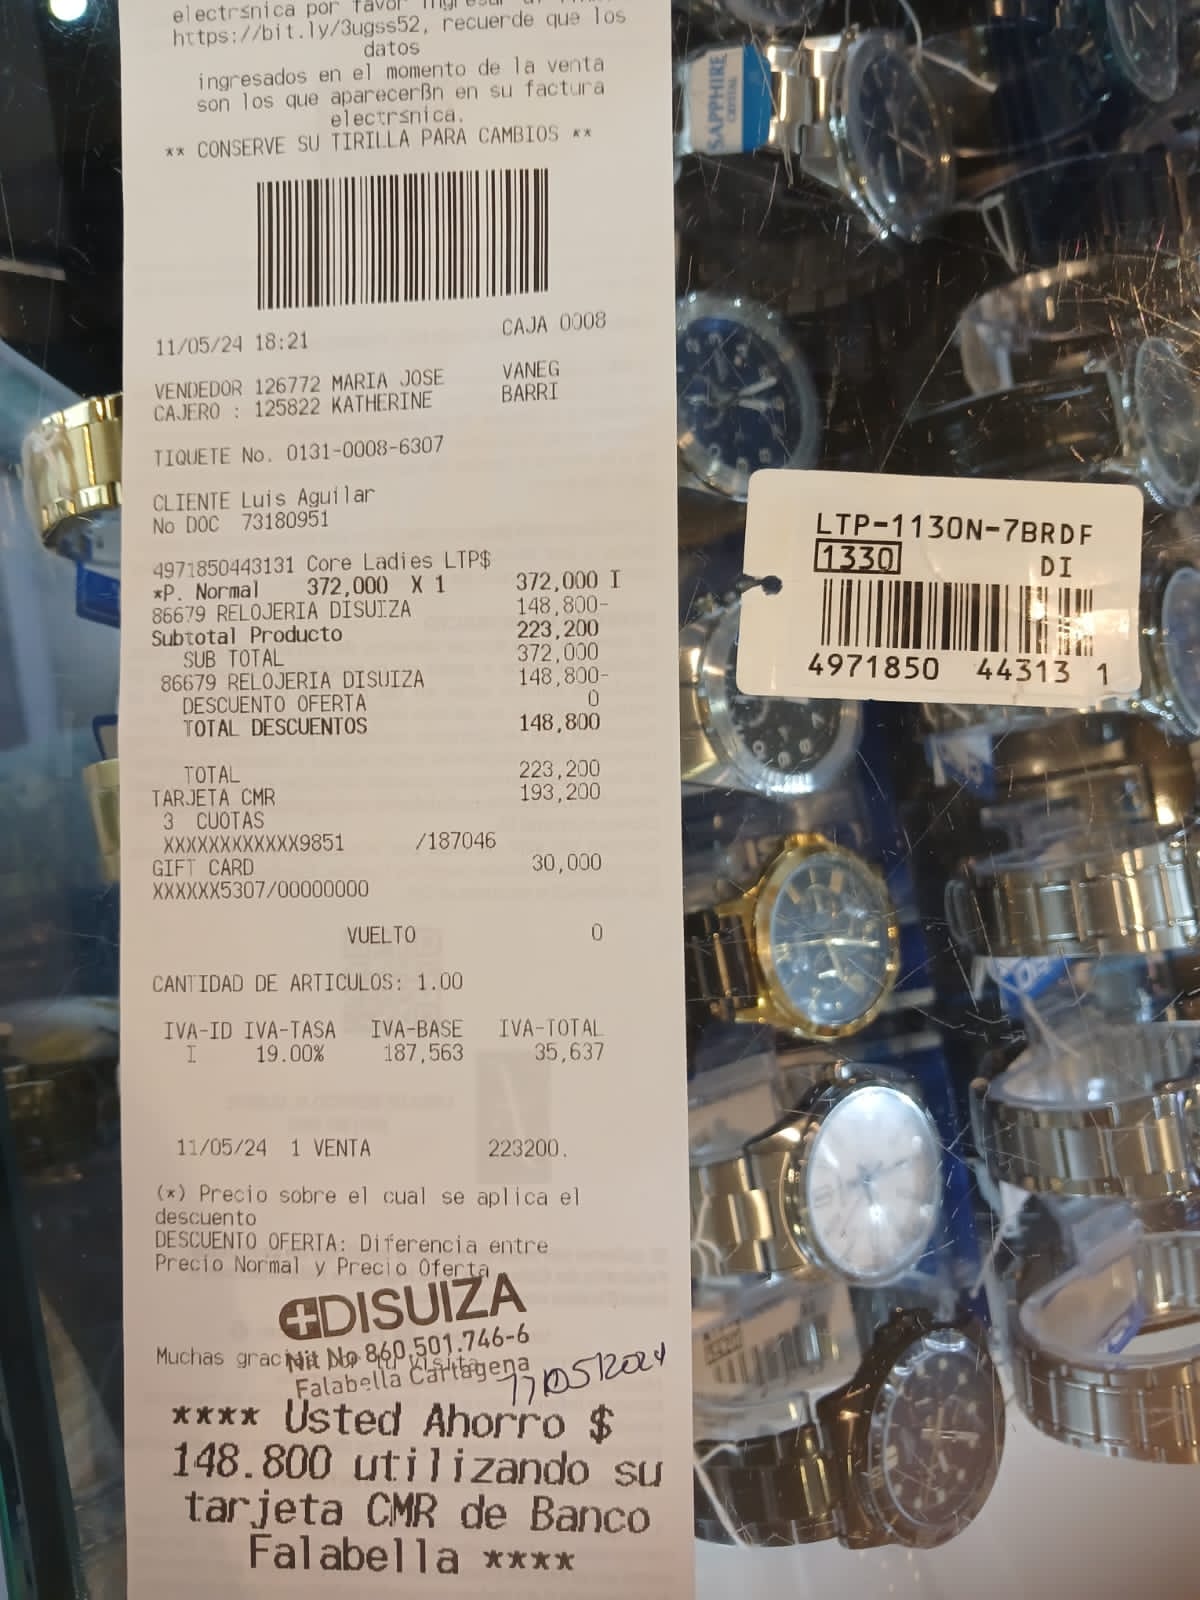 electrsnica por favor
https://bit.ly/3ugss52, recuerde que los
datos
ingresados en el momento de la venta
son los que aparecerßn en su factura
electrsnica.
** CONSERVE SU TIRILLA PARA CAMBIOS **
11/05/24 18:21 CAJA 0008
VENDEDOR 126772 MARIA JOSE VANEG
CAJERO : 125822 KATHERINE BARRI
TIQUETE No. 0131-0008-6307
CLIENTE Luis Aguilar
No DOC 73180951
4971850443131 Core Ladies LTP$
*P. Normal 372,000 X 1 372,000 I
86679 RELOJERIA DISUIZA 148,800-
Subtotal Producto 223,200
SUB TOTAL 372,000
86679 RELOJERIA DISUIZA 148,800-
DESCUENTO OFERTA 0
TOTAL DESCUENTOS 148,800
TOTAL 223,200
TARJETA CMR 193,200
3 CUOTAS
XXXXXXXXXXXX9851 /187046
GIFT CARD 30,000
XXXXXX5307/00000000
VUELTO 0
CANTIDAD DE ARTICULOS: 1.00
IVA-ID IVA-TASA IVA-BASE IVA-TOTAL
I 19.00% 187,563 35,637
11/05/24 1 VENTA 223200.
(*) Precio sobre el cual se aplica el
descuento
DESCUENTO OFERTA: Diferencia entre
Precio Normal y Precio Oferta
DISUIZA
Nit No 860.501.746-6
Muchas gracias por tu visita
Falabella Cartagena
11/05/2024
**** Usted Ahorro $
148.800 utilizando su
tarjeta CMR de Banco
Falabella ****
SAPPHIRE
CRYSTAL
LTP-1130N-7BRDF
1330 DI
4971850 44313 1